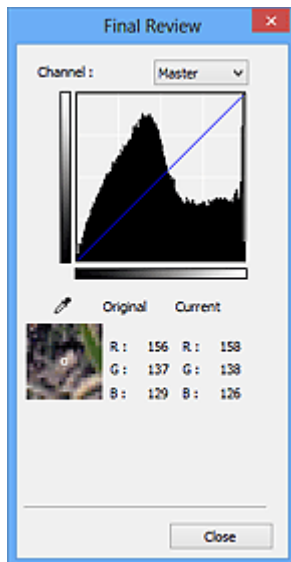 Final Review
Channel : Master
Original Current
R : 156 R : 158
G : 137 G : 138
B : 129 B : 126
Close